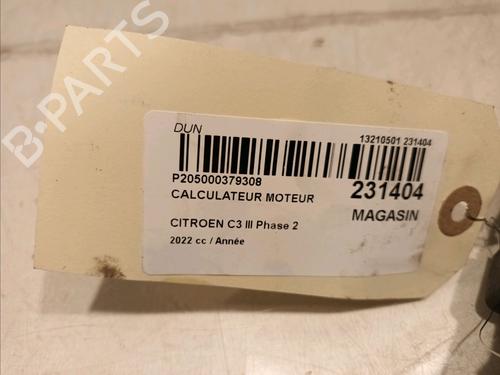 B-PARTS
DUN
13210501 231404
P205000379308
CALCULATEUR MOTEUR
231404
MAGASIN
CITROEN C3 III Phase 2
2022 cc / Année